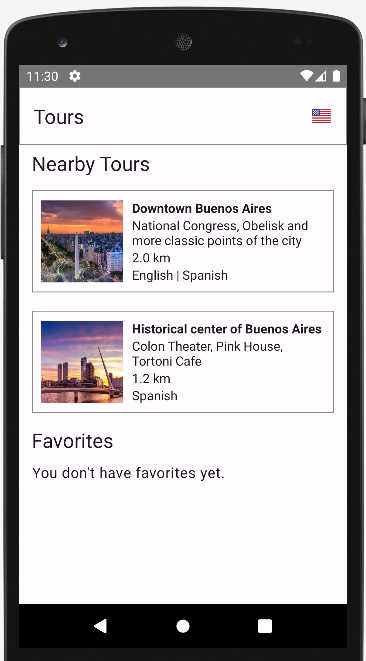 11:30
Tours
Nearby Tours
Downtown Buenos Aires
National Congress, Obelisk and
more classic points of the city
2.0 km
English | Spanish
Historical center of Buenos Aires
Colon Theater, Pink House,
Tortoni Cafe
1.2 km
Spanish
Favorites
You don't have favorites yet.